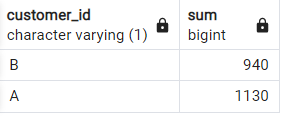 customer_id sum
character varying (1) bigint
B 940
A 1130